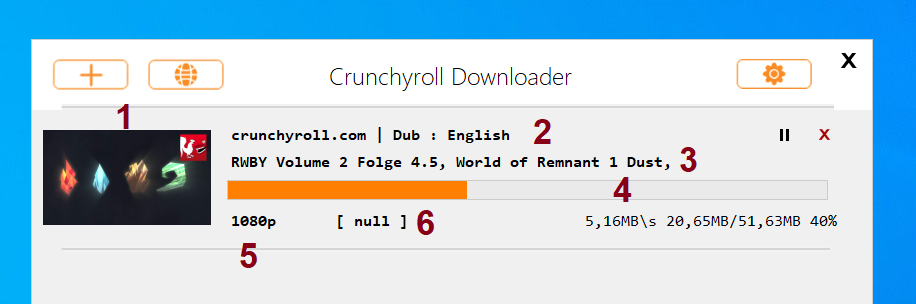 X
Crunchyroll Downloader
1
crunchyroll.com | Dub : English 2
X
RWBY Volume 2 Folge 4.5, World of Remnant 1 Dust, 3
4
1080p [ null ] 6 5,16MB\s 20,65MB/51,63MB 40%
5